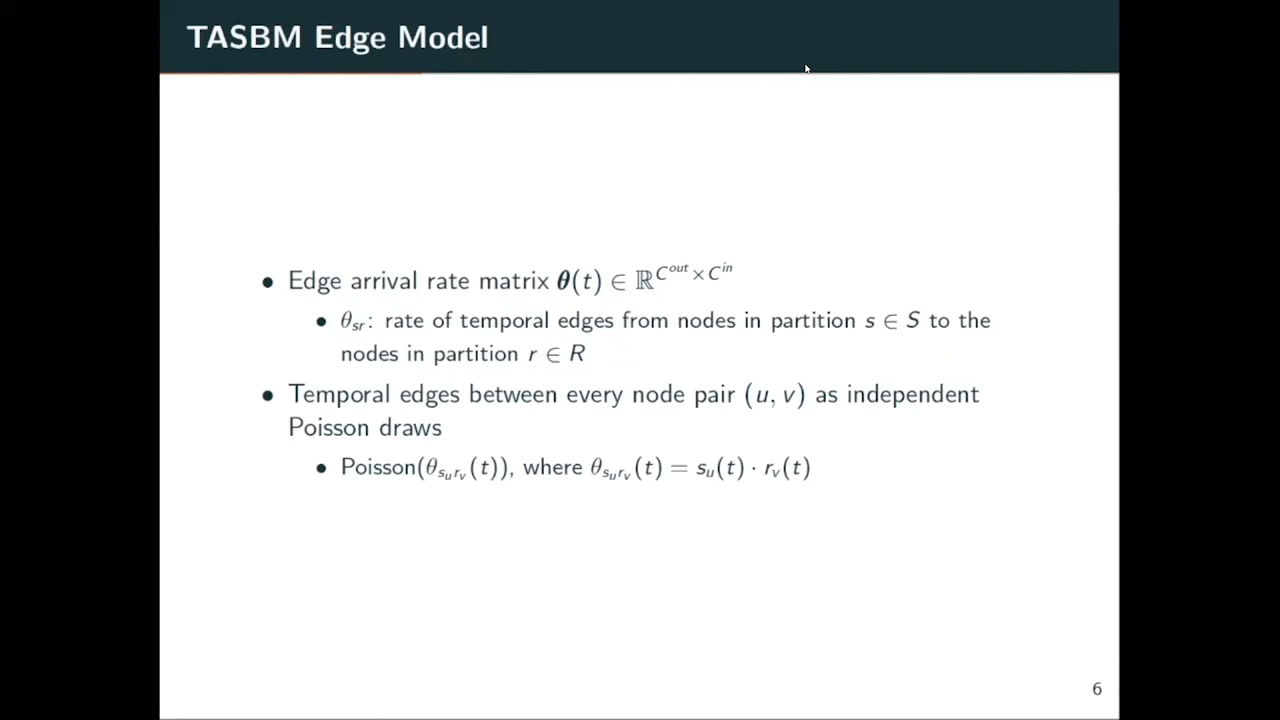 TASBM Edge Model
• Edge arrival rate matrix θ(t) ∈ ℝ^{C^{out}×C^{in}}
• θ_{sr}: rate of temporal edges from nodes in partition s ∈ S to the
nodes in partition r ∈ R
• Temporal edges between every node pair (u, v) as independent
Poisson draws
• Poisson(θ_{s_u r_v}(t)), where θ_{s_u r_v}(t) = s_u(t) · r_v(t)
6